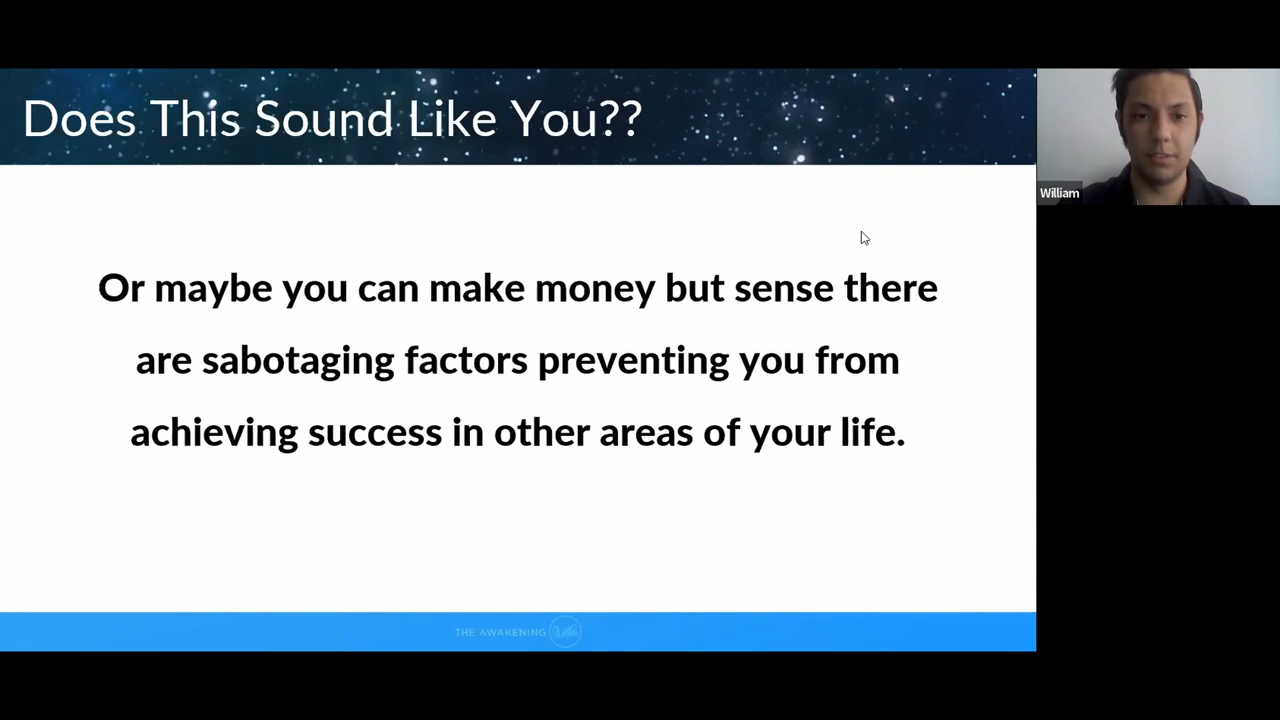 Does This Sound Like You??
William
Or maybe you can make money but sense there
are sabotaging factors preventing you from
achieving success in other areas of your life.
THE AWAKENING